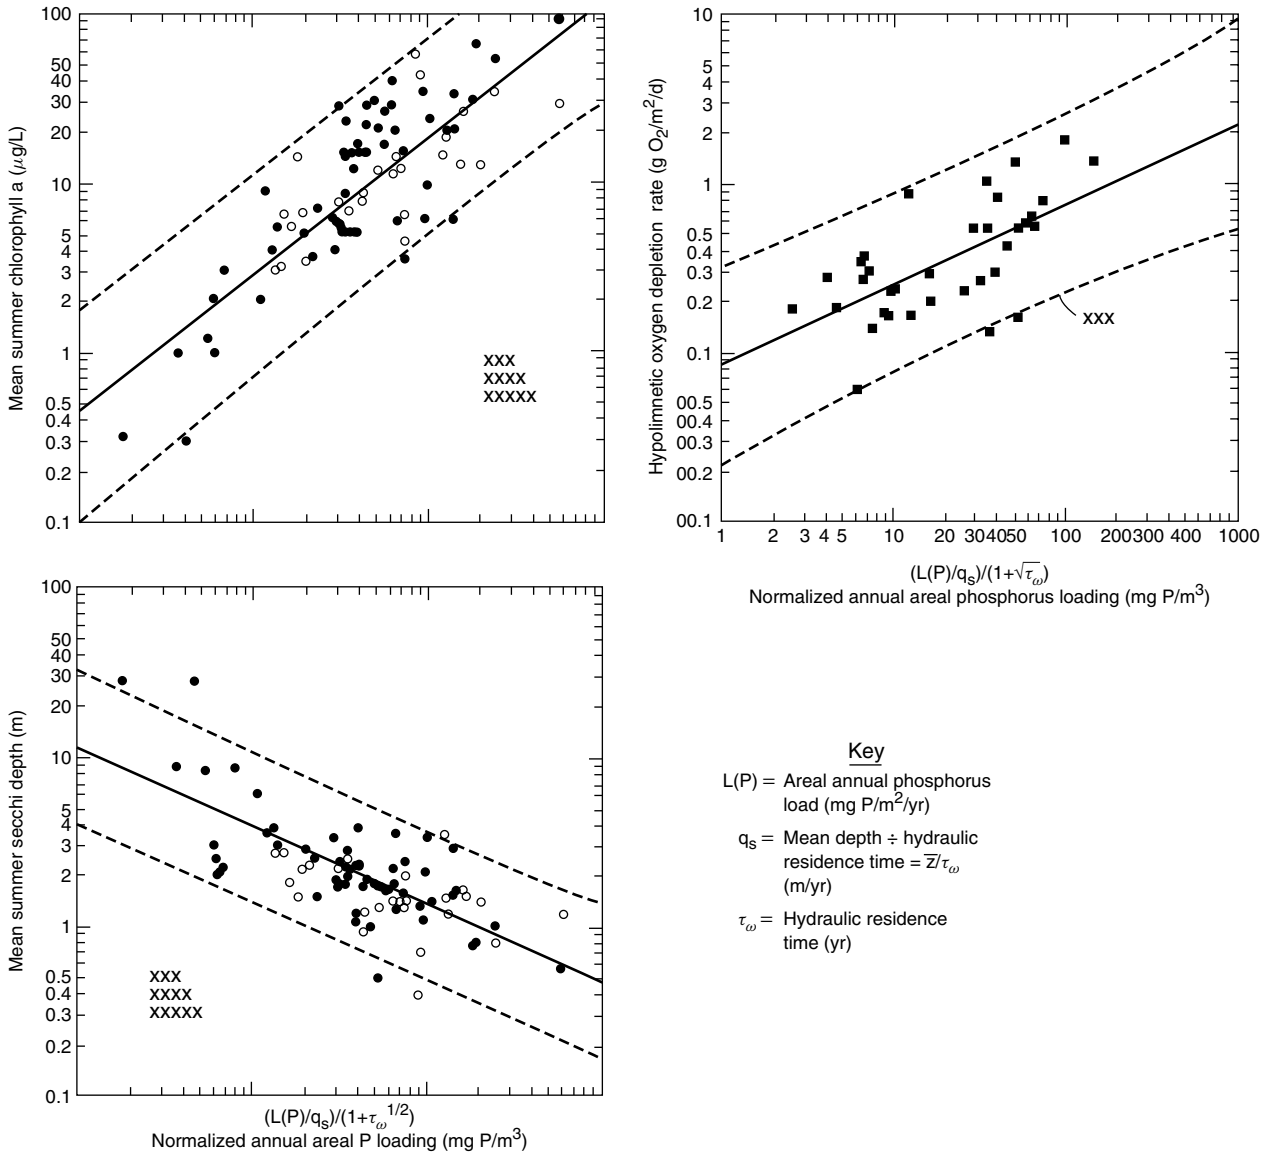 Mean summer chlorophyll a (μg/L)
100
50
40
30
20
10
5
4
3
2
1
0.5
0.4
0.3
0.2
0.1
xxx
xxxx
xxxxx
Hypolimnetic oxygen depletion rate (g O2/m2/d)
10
5
4
3
2
1
0.5
0.4
0.3
0.2
0.1
00.5
00.4
00.3
00.2
00.1
xxx
1 2 3 4 5 10 20 30 40 50 100 200 300 400 1000
(L(P)/qs)/(1+√τω)
Normalized annual areal phosphorus loading (mg P/m3)
Mean summer secchi depth (m)
50
40
30
20
10
5
4
3
2
1
0.5
0.4
0.3
0.2
0.1
xxx
xxxx
xxxxx
(L(P)/qs)/(1+τω1/2)
Normalized annual areal P loading (mg P/m3)
Key
L(P) = Areal annual phosphorus
load (mg P/m2/yr)
qs = Mean depth ÷ hydraulic
residence time = z̅/τω
(m/yr)
τω = Hydraulic residence
time (yr)